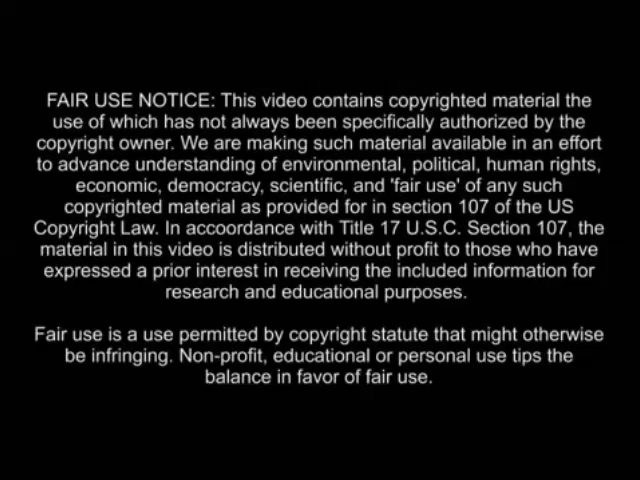 FAIR USE NOTICE: This video contains copyrighted material the
use of which has not always been specifically authorized by the
copyright owner. We are making such material available in an effort
to advance understanding of environmental, political, human rights,
economic, democracy, scientific, and 'fair use' of any such
copyrighted material as provided for in section 107 of the US
Copyright Law. In accoordance with Title 17 U.S.C. Section 107, the
material in this video is distributed without profit to those who have
expressed a prior interest in receiving the included information for
research and educational purposes.
Fair use is a use permitted by copyright statute that might otherwise
be infringing. Non-profit, educational or personal use tips the
balance in favor of fair use.